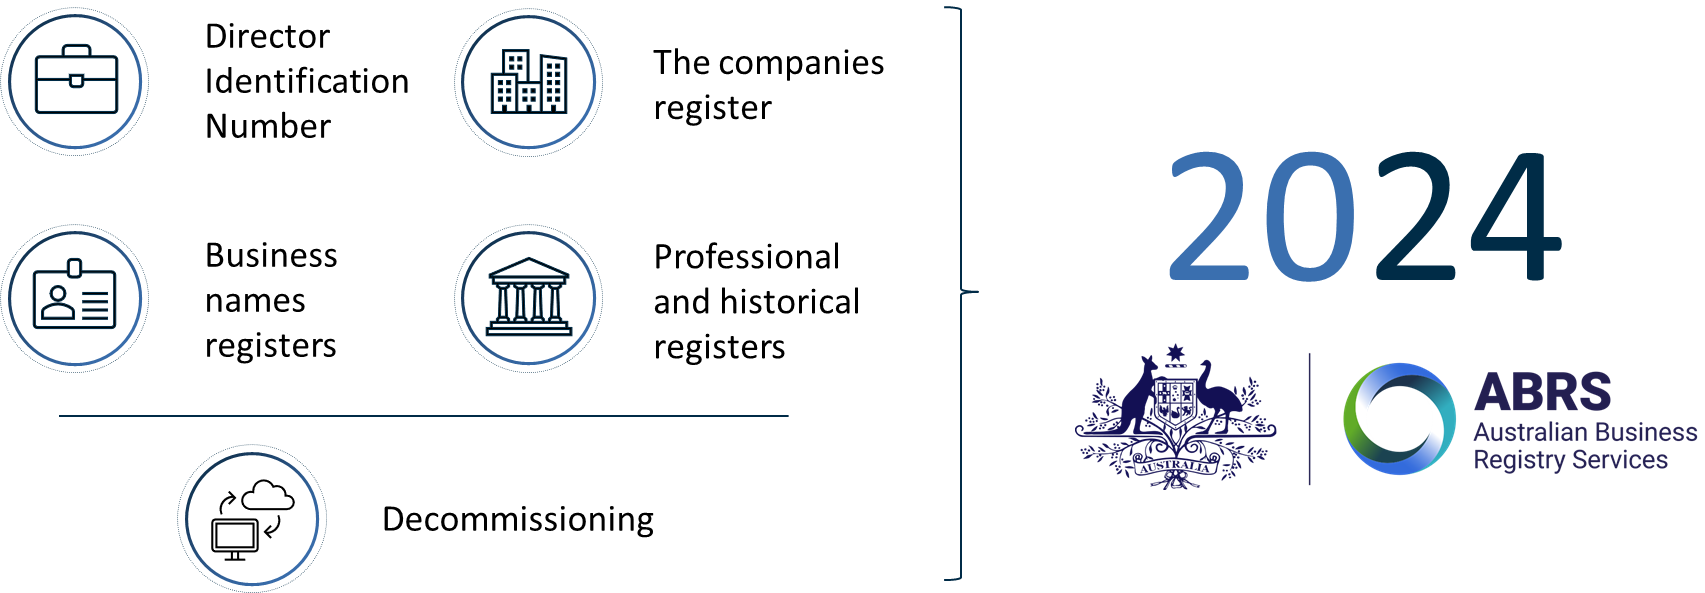 Director
Identification
Number
The companies
register
Business
names
registers
Professional
and historical
registers
Decommissioning
2024
AUSTRALIA
ABRS
Australian Business
Registry Services